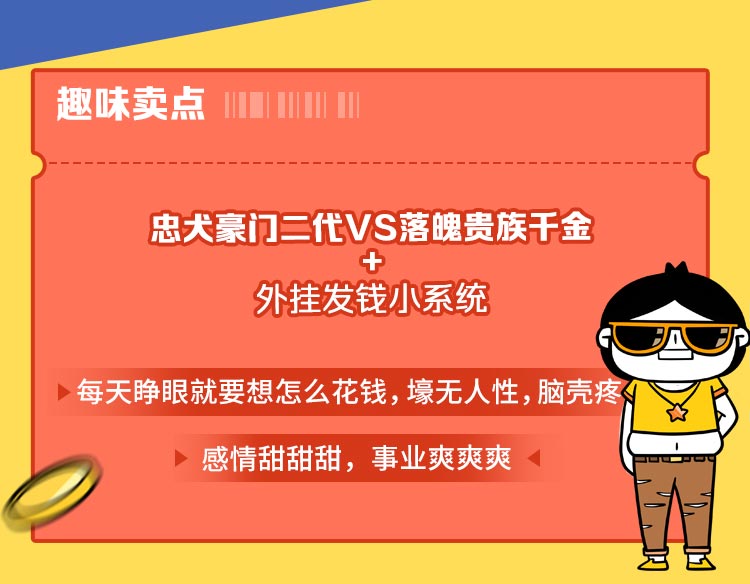 趣味卖点
忠犬豪门二代VS落魄贵族千金
+
外挂发钱小系统
每天睁眼就要想怎么花钱，壕无人性，脑壳疼
感情甜甜甜，事业爽爽爽